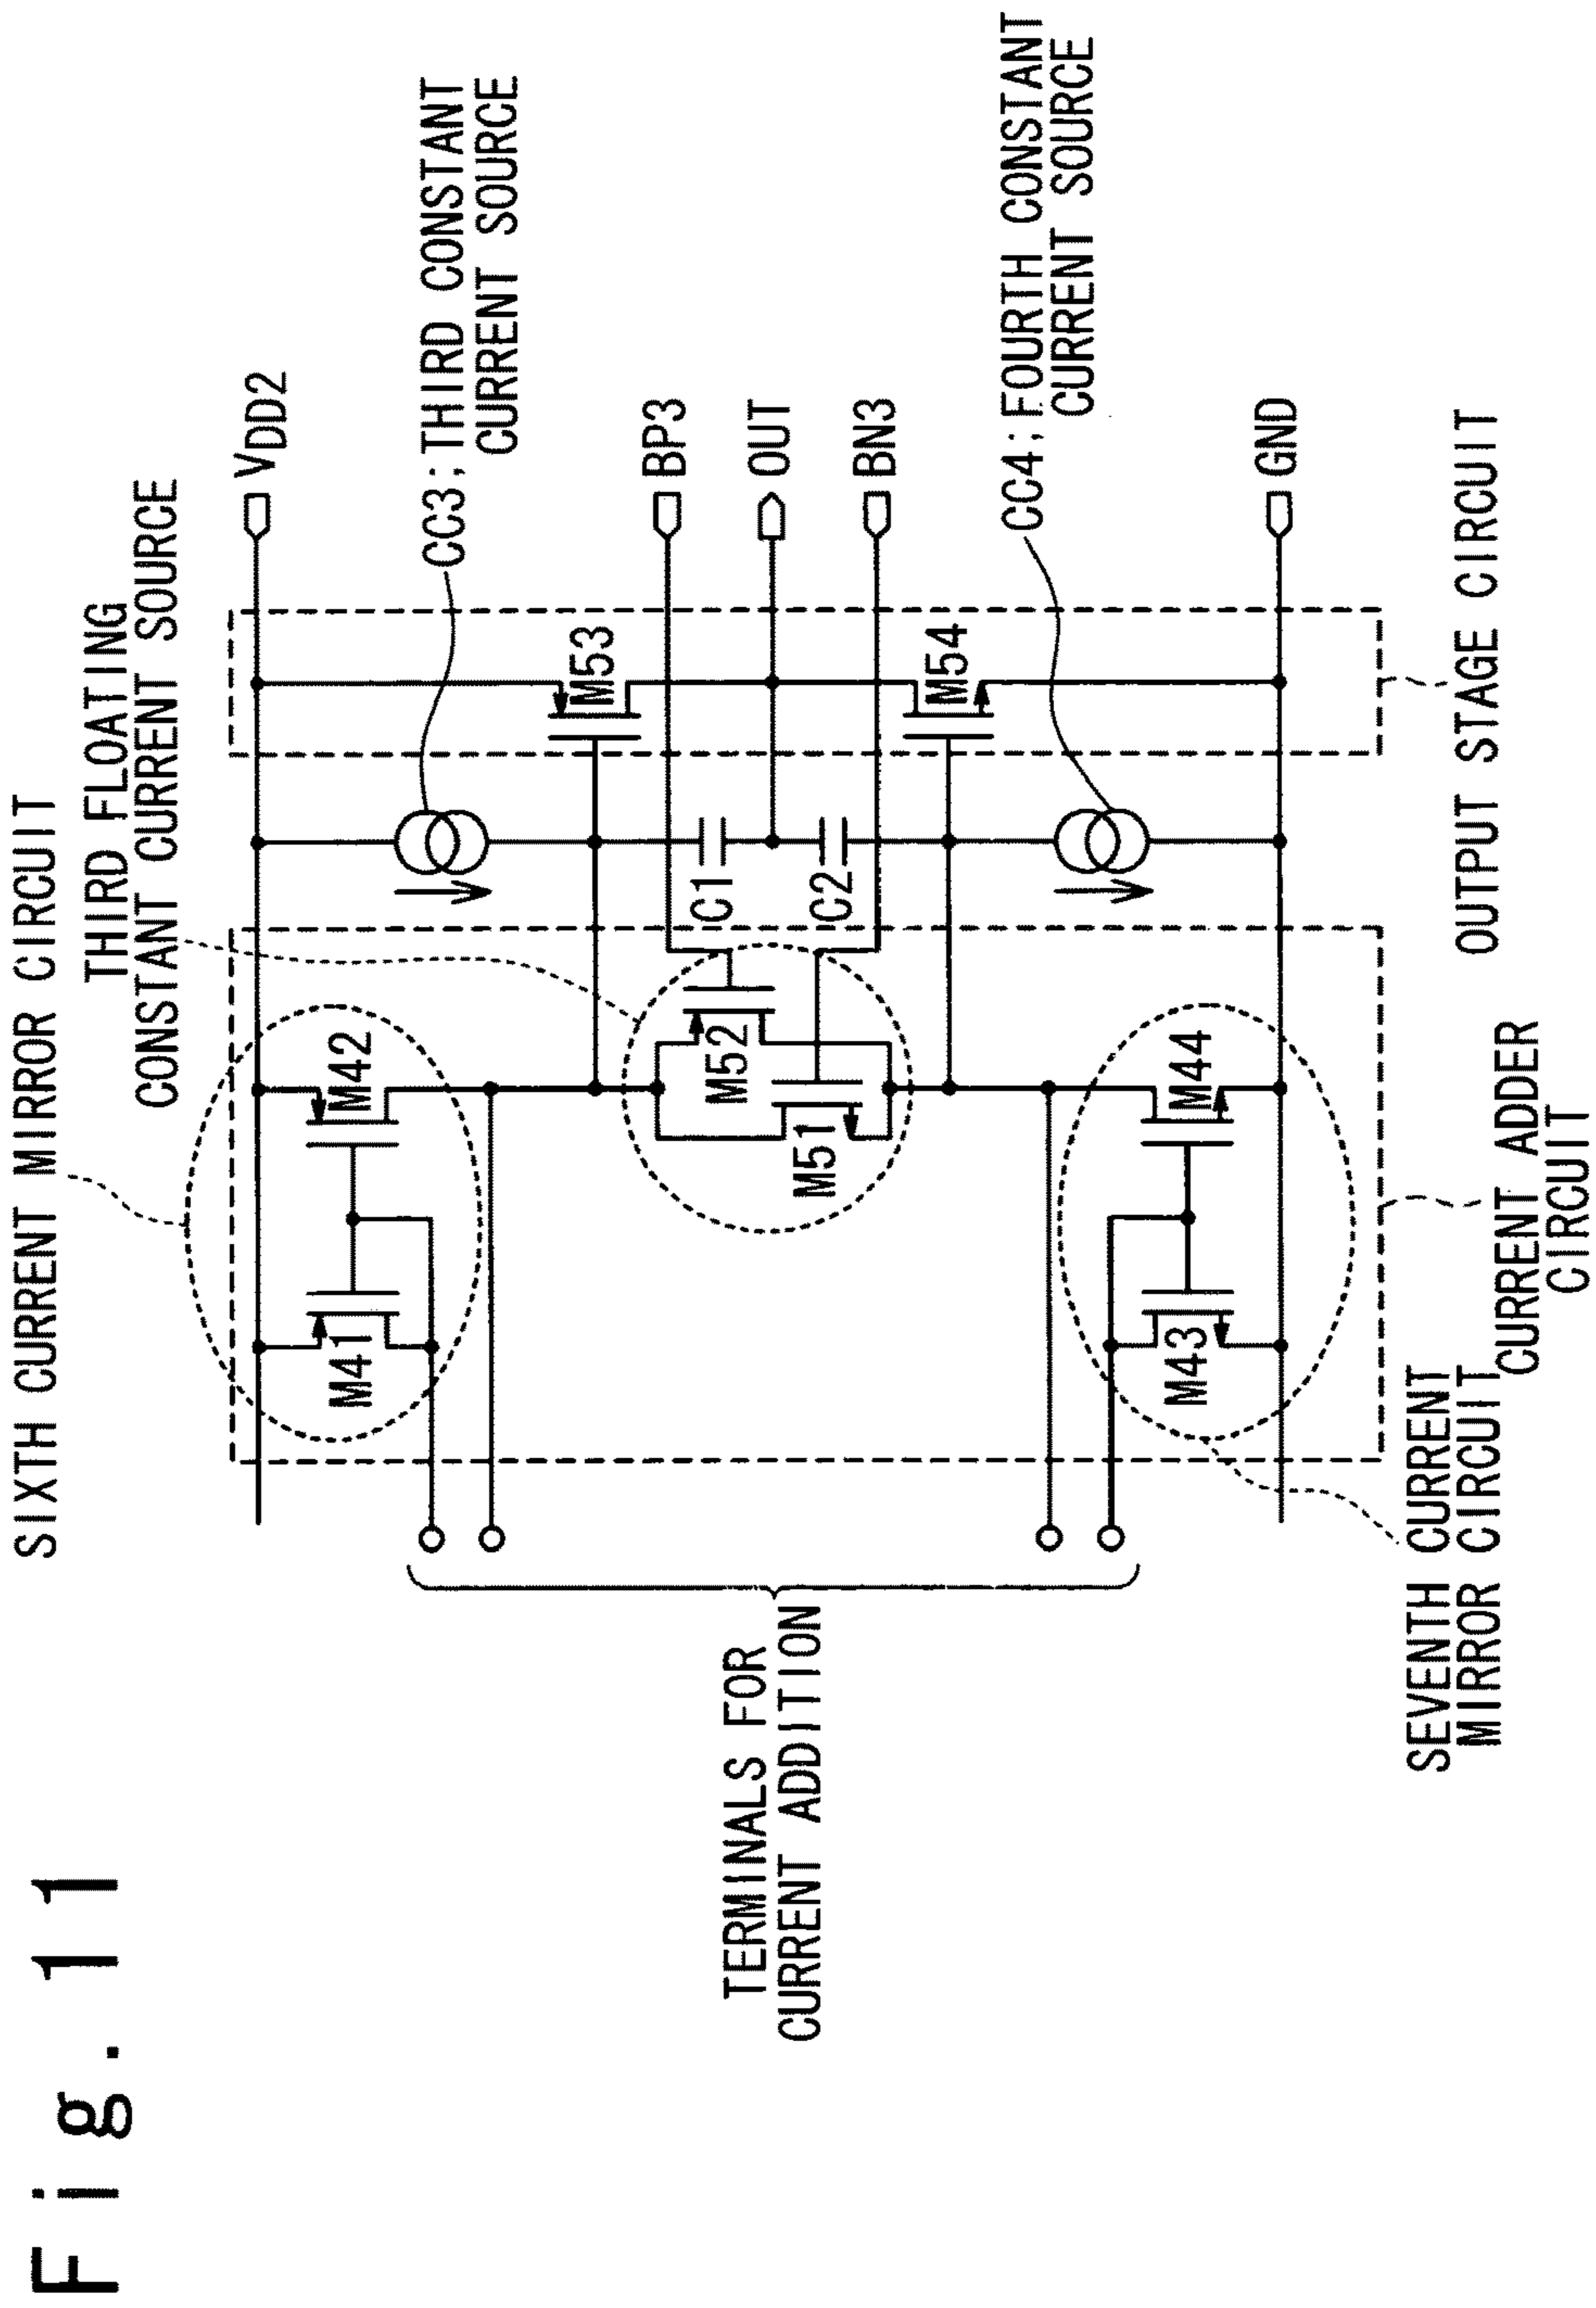 Fig. 11
SIXTH CURRENT MIRROR CIRCUIT
THIRD FLOATING
CONSTANT CURRENT SOURCE
VDD2
CC3;THIRD CONSTANT
CURRENT SOURCE
M41
M42
M53
BP3
C1
M52
OUT
TERMINALS FOR
CURRENT ADDITION
M51
C2
BN3
M54
CC4;FOURTH CONSTANT
CURRENT SOURCE
M43
M44
GND
SEVENTH CURRENT
MIRROR CIRCUIT
CURRENT ADDER
CIRCUIT
OUTPUT STAGE CIRCUIT